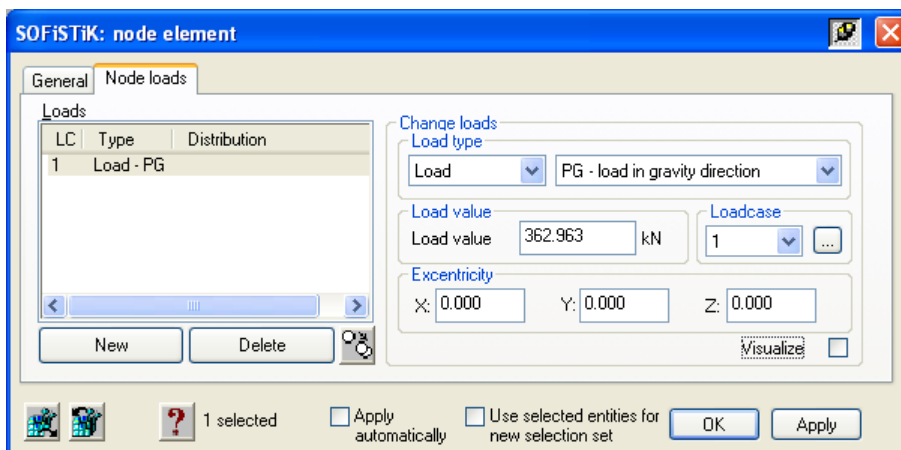 SOFiSTiK: node element
General Node loads
Loads
LC Type Distribution
1 Load - PG
New Delete
Change loads
Load type
Load PG - load in gravity direction
Load value
Load value 362.963 kN
Loadcase
1 ...
Excentricity
X: 0.000 Y: 0.000 Z: 0.000
Visualize
? 1 selected
Apply
automatically
Use selected entities for
new selection set
OK Apply